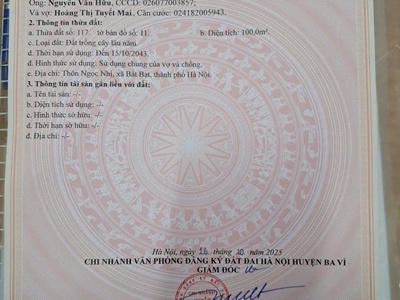 Ông: Nguyễn Văn Hữu, CCCD: 026077003857;
Và vợ: Hoàng Thị Tuyết Mai, Căn cước: 024182005943.
2. Thông tin thửa đất:
a. Thửa đất số: 117 tờ bản đồ số: 11. b. Diện tích: 100,0m².
c. Loại đất: Đất trồng cây lâu năm.
d. Thời hạn sử dụng: Đến 15/10/2043.
đ. Hình thức sử dụng: Sử dụng chung của vợ và chồng.
e. Địa chỉ: Thôn Ngọc Nhị, xã Bất Bạt, thành phố Hà Nội.
3. Thông tin tài sản gắn liền với đất:
a. Tên tài sản: -/-
b. Diện tích sử dụng: -/-
c. Hình thức sở hữu: -/-
d. Thời hạn sở hữu: -/-
đ. Địa chỉ: -/-
Hà Nội, ngày 16 tháng 10 năm 2025
CHI NHÁNH VĂN PHÒNG ĐĂNG KÝ ĐẤT ĐAI HÀ NỘI HUYỆN BA VÌ
GIÁM ĐỐC